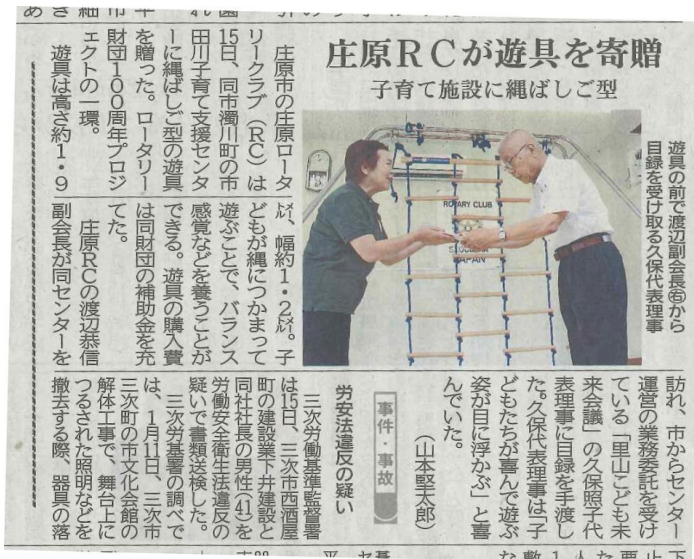 庄原RCが遊具を寄贈
子育て施設に縄ばしご型
遊具の前で渡辺副会長㊨から
目録を受け取る久保代表理事
ROTARY CLUB
JAPAN
庄原市の庄原ロータ
リークラブ（RC）は
15日、同市濁川町の市
田川子育て支援センタ
ーに縄ばしご型の遊具
を贈った。ロータリー
財団100周年プロジ
ェクトの一環。
遊具は高さ約1・9
㍍、幅約1・2㍍。子
どもが縄につかまって
遊ぶことで、バランス
感覚などを養うことが
できる。遊具の購入費
は同財団の補助金を充
てた。
庄原RCの渡辺恭信
副会長が同センターを
訪れ、市からセンター
運営の業務委託を受け
ている「里山こども未
来会議」の久保照子代
表理事に目録を手渡し
た。久保代表理事は「子
どもたちが喜んで遊ぶ
姿が目に浮かぶ」と喜
んでいた。
（山本堅太郎）
事件・事故
労安法違反の疑い
三次労働基準監督署
は15日、三次市西酒屋
町の建設業下井建設と
同社社長の男性（41）を
労働安全衛生法違反の
疑いで書類送検した。
三次労基署の調べで
は、1月11日、三次市
三次町の市文化会館の
解体工事で、舞台上に
つるされた照明などを
撤去する際、器具の落